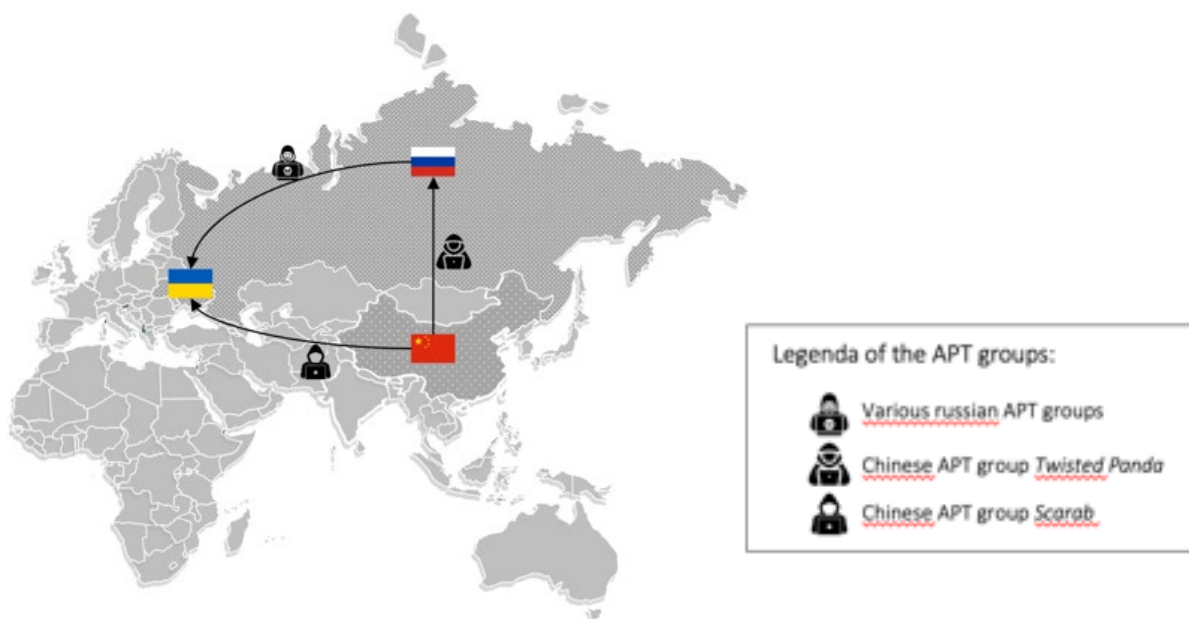 Legenda of the APT groups:
Various russian APT groups
Chinese APT group Twisted Panda
Chinese APT group Scarab